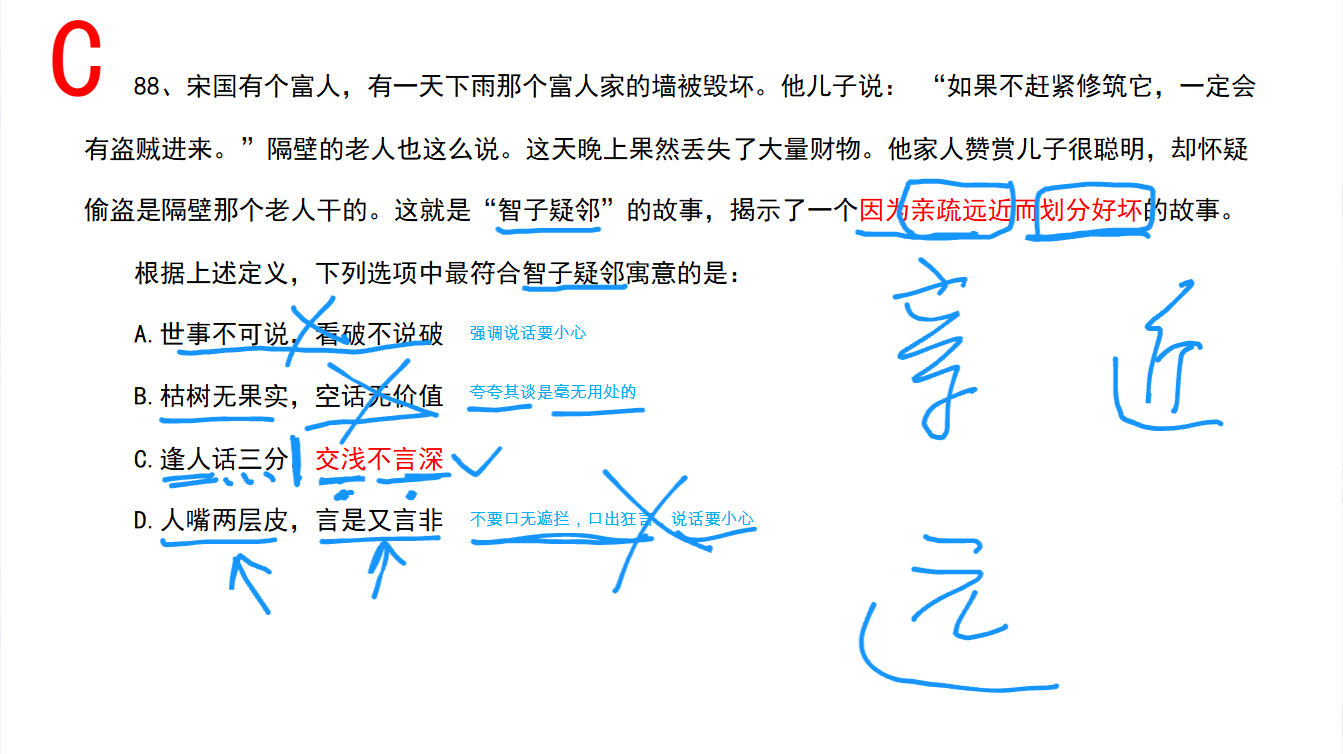 C
88、宋国有个富人，有一天下雨那个富人家的墙被毁坏。他儿子说： “如果不赶紧修筑它，一定会
有盗贼进来。”隔壁的老人也这么说。这天晚上果然丢失了大量财物。他家人赞赏儿子很聪明，却怀疑
偷盗是隔壁那个老人干的。这就是“智子疑邻”的故事，揭示了一个因为亲疏远近而划分好坏的故事。
根据上述定义，下列选项中最符合智子疑邻寓意的是：
亲 近
A.世事不可说，看破不说破 强调说话要小心
B.枯树无果实，空话无价值 夸夸其谈是毫无用处的
C.逢人话三分 交浅不言深
D.人嘴两层皮，言是又言非 不要口无遮拦，口出狂言，说话要小心
远